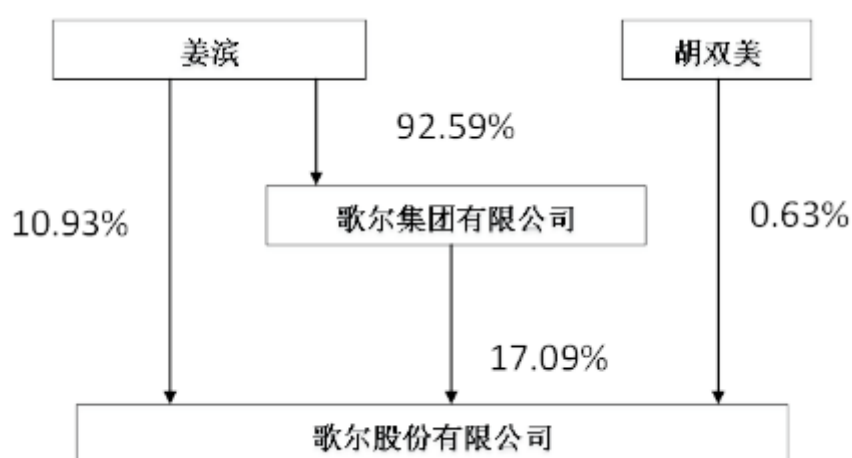 姜滨
胡双美
92.59%
10.93%
歌尔集团有限公司
0.63%
17.09%
歌尔股份有限公司